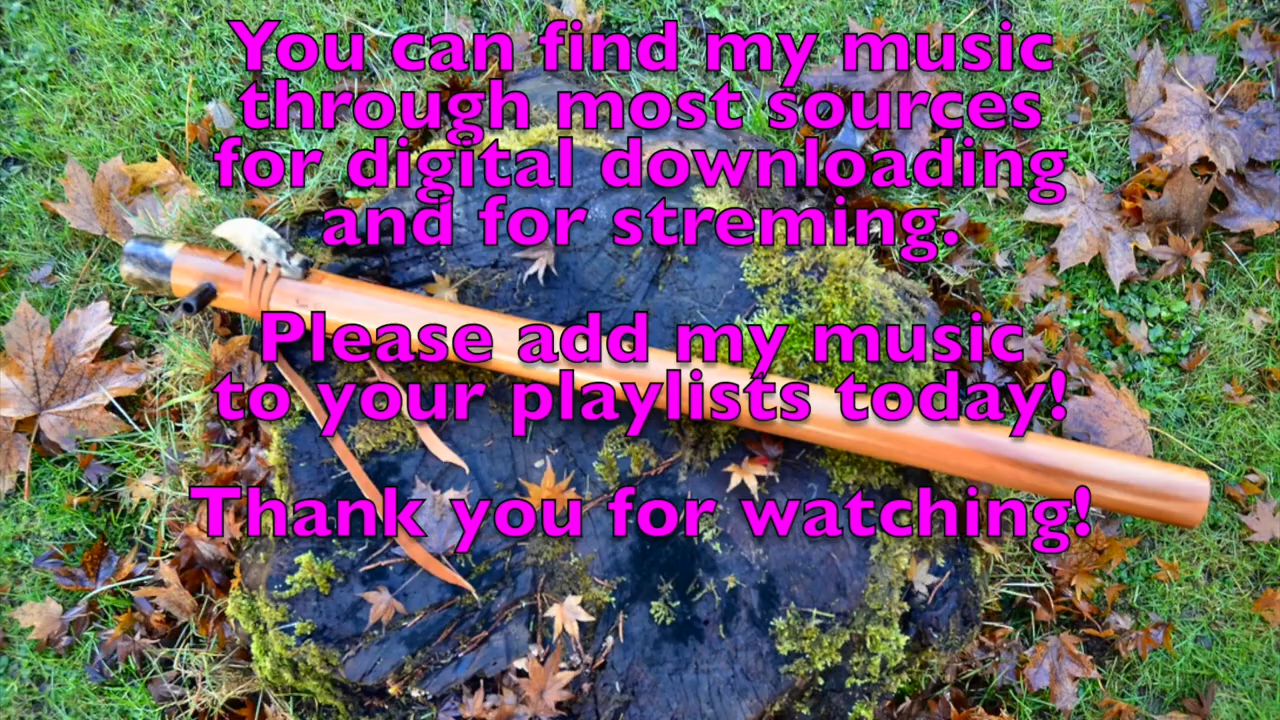 You can find my music
through most sources
for digital downloading
and for streming.
Please add my music
to your playlists today!
Thank you for watching!